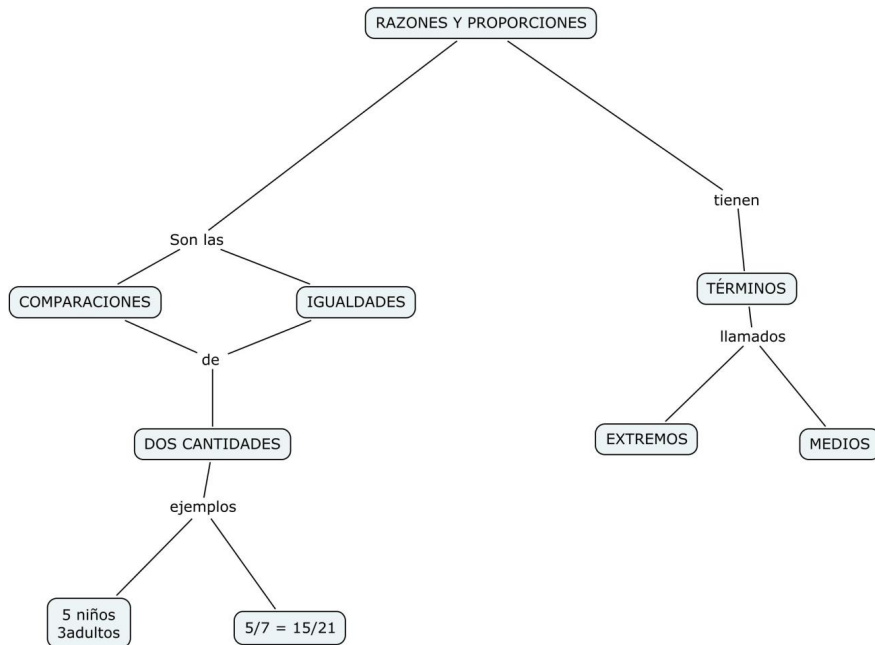 RAZONES Y PROPORCIONES
tienen
Son las
COMPARACIONES
IGUALDADES
TÉRMINOS
llamados
de
DOS CANTIDADES
EXTREMOS
MEDIOS
ejemplos
5 niños
3adultos
5/7 = 15/21